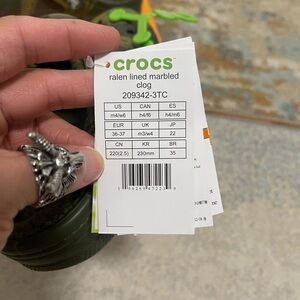 crocs™
ralen lined marbled
clog
209342-3TC
US CAN ES
m4/w6 h4/f6 h4/m6
EUR UK JP
36-37 m3/w4 22
CN KR BR
220(2.5) 230mm 35